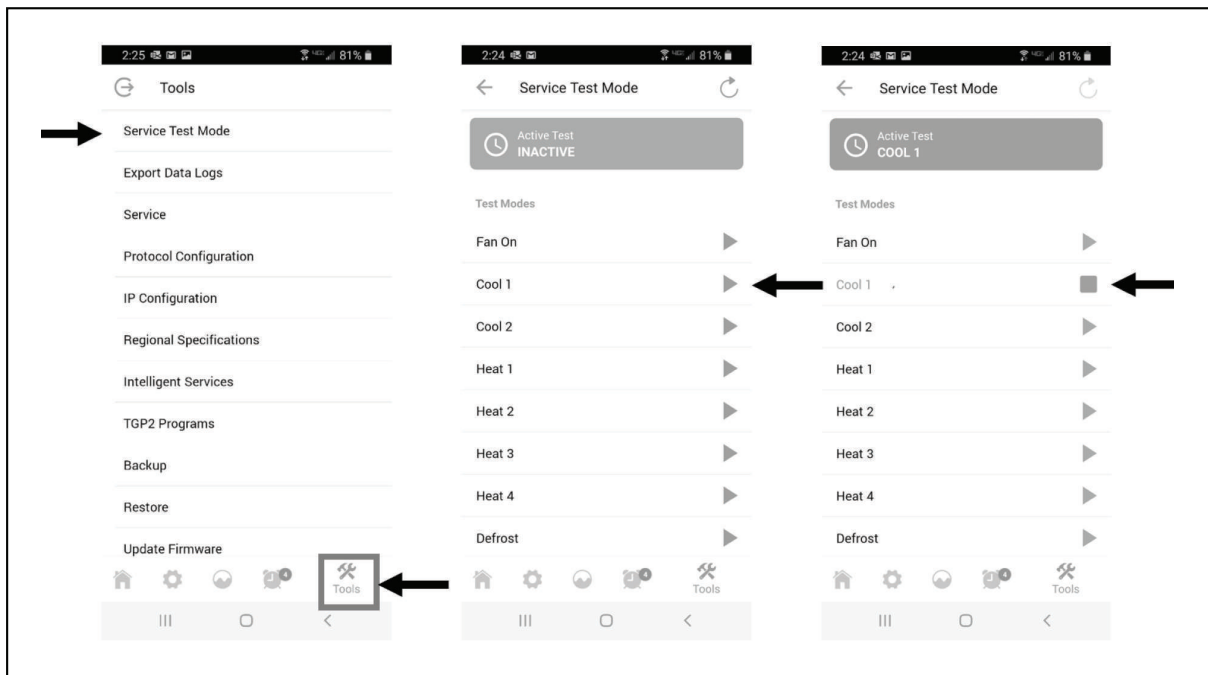 2:25 81%
Tools
Service Test Mode
Export Data Logs
Service
Protocol Configuration
IP Configuration
Regional Specifications
Intelligent Services
TGP2 Programs
Backup
Restore
Update Firmware
4
Tools
2:24 81%
Service Test Mode
Active Test
INACTIVE
Test Modes
Fan On
Cool 1
Cool 2
Heat 1
Heat 2
Heat 3
Heat 4
Defrost
4
Tools
2:24 81%
Service Test Mode
Active Test
COOL 1
Test Modes
Fan On
Cool 1
Cool 2
Heat 1
Heat 2
Heat 3
Heat 4
Defrost
4
Tools